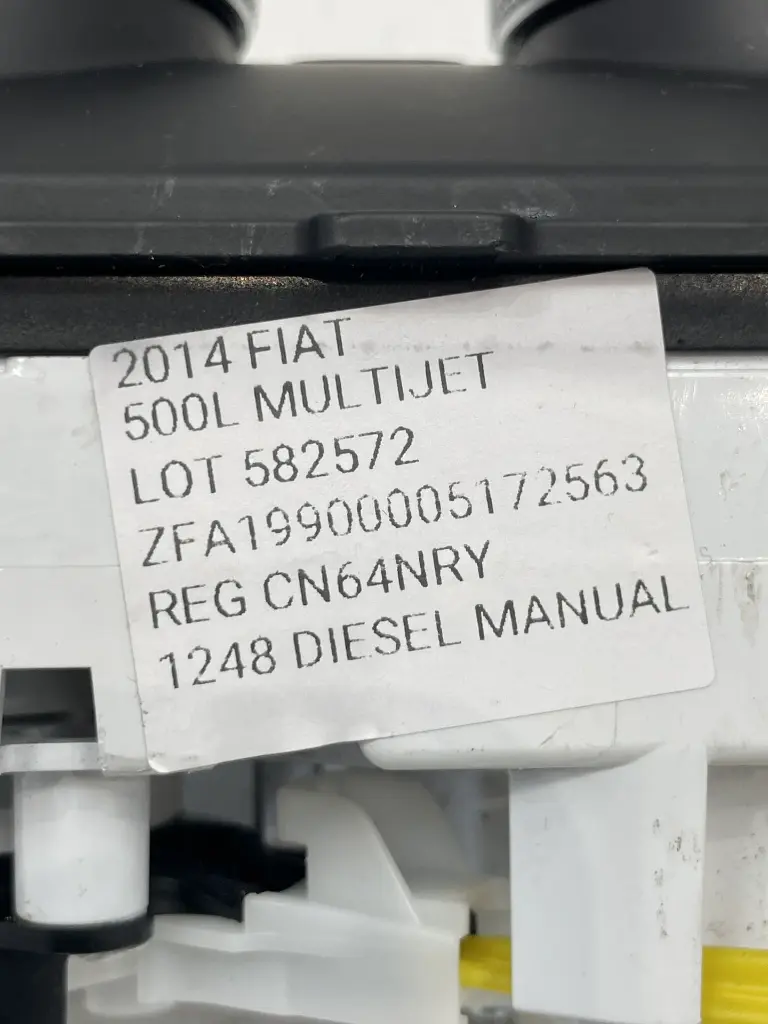 2014 FIAT
500L MULTIJET
LOT 582572
ZFA19900005172563
REG CN64NRY
1248 DIESEL MANUAL